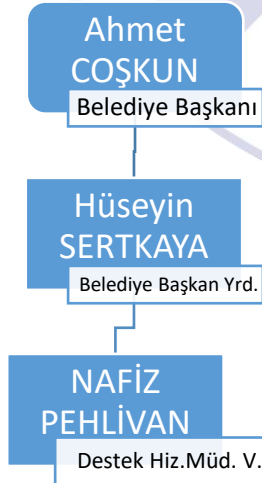 Ahmet
COŞKUN
Belediye Başkanı
Hüseyin
SERTKAYA
Belediye Başkan Yrd.
NAFİZ
PEHLİVAN
Destek Hiz.Müd. V.